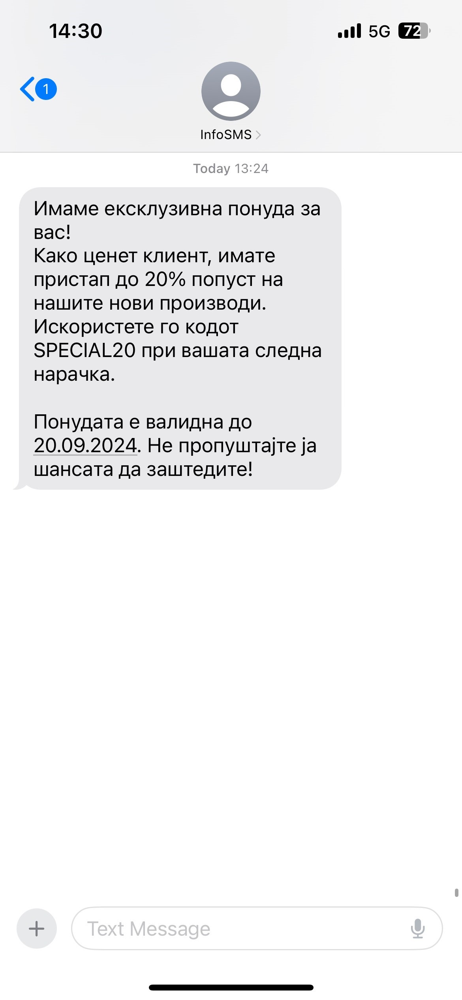 14:30
5G
72
1
InfoSMS
Today 13:24
Имаме ексклузивна понуда за
вас!
Како ценет клиент, имате
пристап до 20% попуст на
нашите нови производи.
Искористете го кодот
SPECIAL20 при вашата следна
нарачка.
Понудата е валидна до
20.09.2024. Не пропуштајте ја
шансата да заштедите!
Text Message